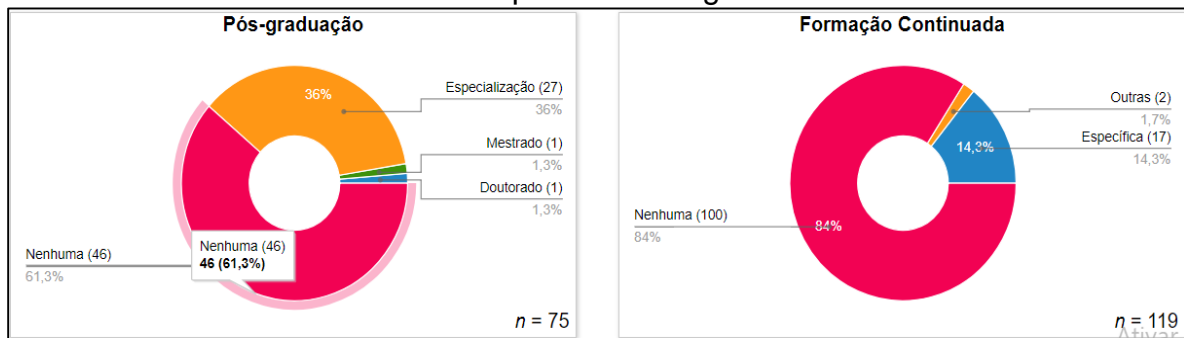 Pós-graduação
36%
Especialização (27)
36%
Mestrado (1)
1,3%
Doutorado (1)
1,3%
Nenhuma (46)
46 (61,3%)
Nenhuma (46)
61,3%
n = 75
Formação Continuada
Outras (2)
1,7%
Específica (17)
14,3%
14,3%
Nenhuma (100)
84%
84%
n = 119
Ativar